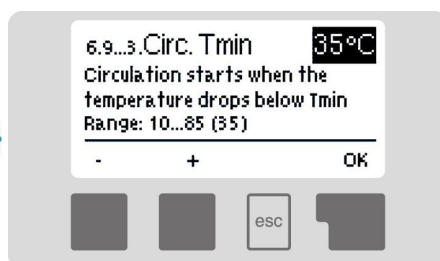 6.9...3.Circ. Tmin 35°C
Circulation starts when the
temperature drops below Tmin
Range: 10...85 (35)
- + OK
esc